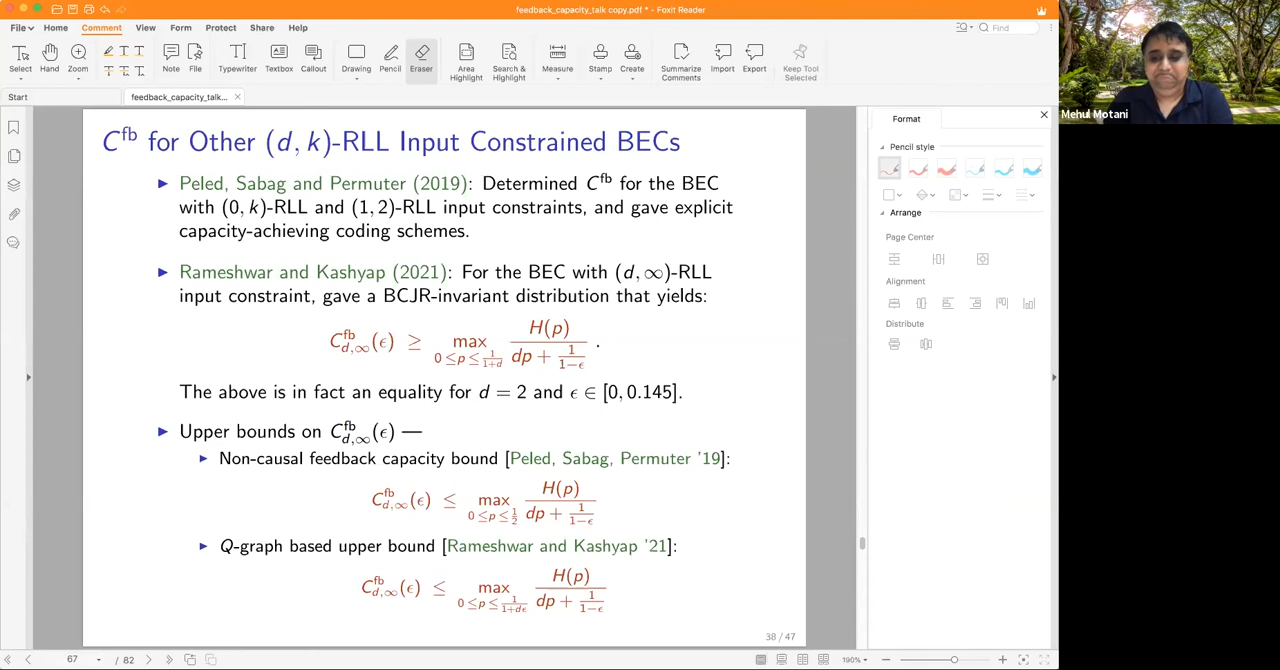 feedback_capacity_talk copy.pdf * - Foxit Reader
File Home Comment View Form Protect Share Help
Find
Select Hand Zoom Note File Typewriter Textbox Callout Drawing Pencil Eraser Area Highlight Search & Highlight Measure Stamp Create Summarize Comments Import Export Keep Tool Selected
Start feedback_capacity_talk...
C^fb for Other (d, k)-RLL Input Constrained BECs
Peled, Sabag and Permuter (2019): Determined C^fb for the BEC
with (0, k)-RLL and (1, 2)-RLL input constraints, and gave explicit
capacity-achieving coding schemes.
Rameshwar and Kashyap (2021): For the BEC with (d, ∞)-RLL
input constraint, gave a BCJR-invariant distribution that yields:
C^fb_{d,∞}(ϵ) ≥ max_{0≤p≤1/(1+d)} H(p) / (dp + 1/(1−ϵ)) .
The above is in fact an equality for d = 2 and ϵ ∈ [0, 0.145].
Upper bounds on C^fb_{d,∞}(ϵ) —
Non-causal feedback capacity bound [Peled, Sabag, Permuter '19]:
C^fb_{d,∞}(ϵ) ≤ max_{0≤p≤1/2} H(p) / (dp + 1/(1−ϵ))
Q-graph based upper bound [Rameshwar and Kashyap '21]:
C^fb_{d,∞}(ϵ) ≤ max_{0≤p≤1/(1+dϵ)} H(p) / (dp + 1/(1−ϵ))
38 / 47
Format
Pencil style
Arrange
Page Center
Alignment
Distribute
67 / 82
190%
Mehul Motani